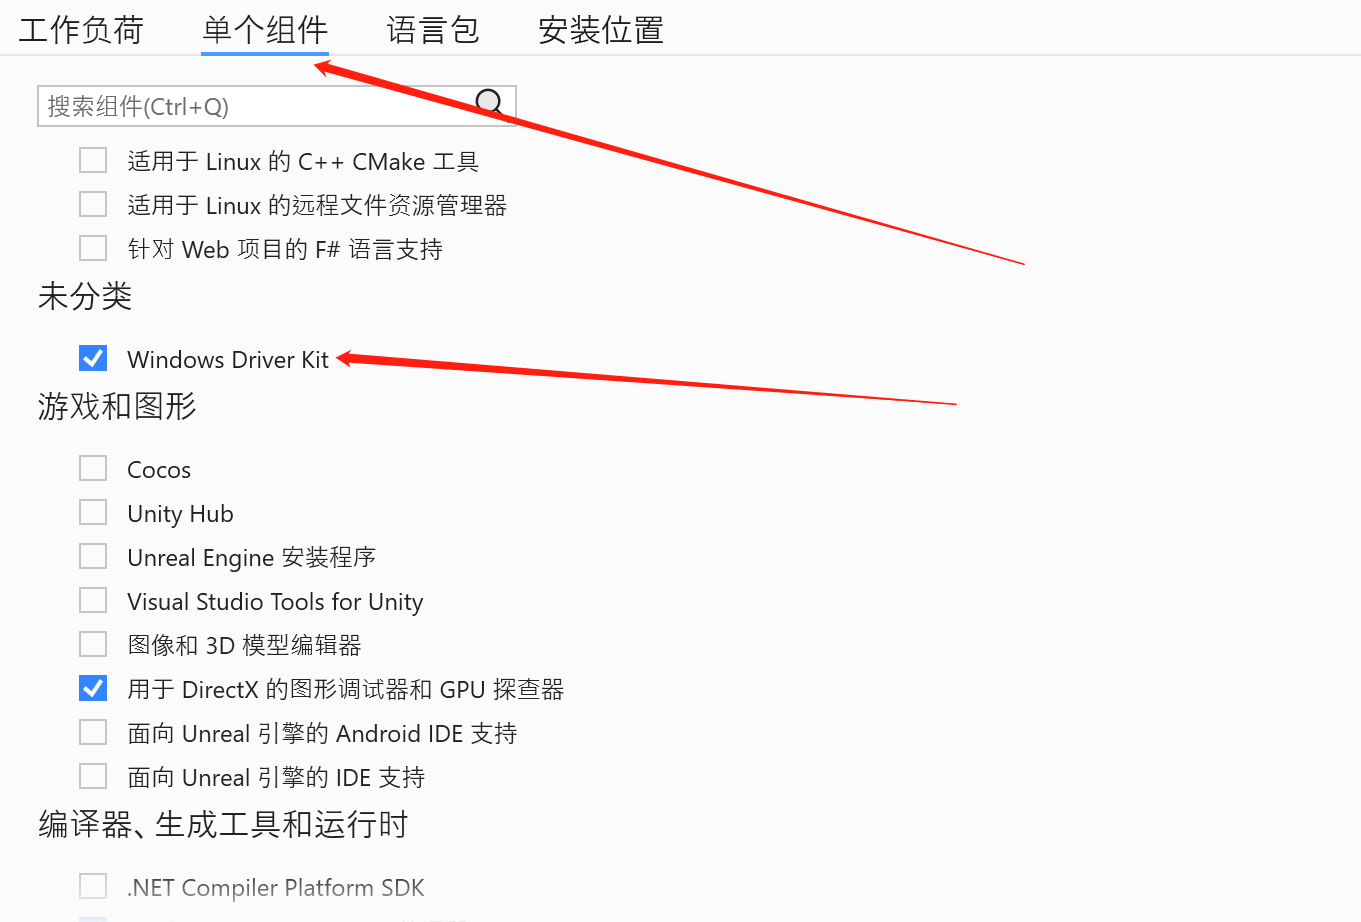 工作负荷 单个组件 语言包 安装位置
搜索组件(Ctrl+Q)
适用于 Linux 的 C++ CMake 工具
适用于 Linux 的远程文件资源管理器
针对 Web 项目的 F# 语言支持
未分类
Windows Driver Kit
游戏和图形
Cocos
Unity Hub
Unreal Engine 安装程序
Visual Studio Tools for Unity
图像和 3D 模型编辑器
用于 DirectX 的图形调试器和 GPU 探查器
面向 Unreal 引擎的 Android IDE 支持
面向 Unreal 引擎的 IDE 支持
编译器、生成工具和运行时
.NET Compiler Platform SDK